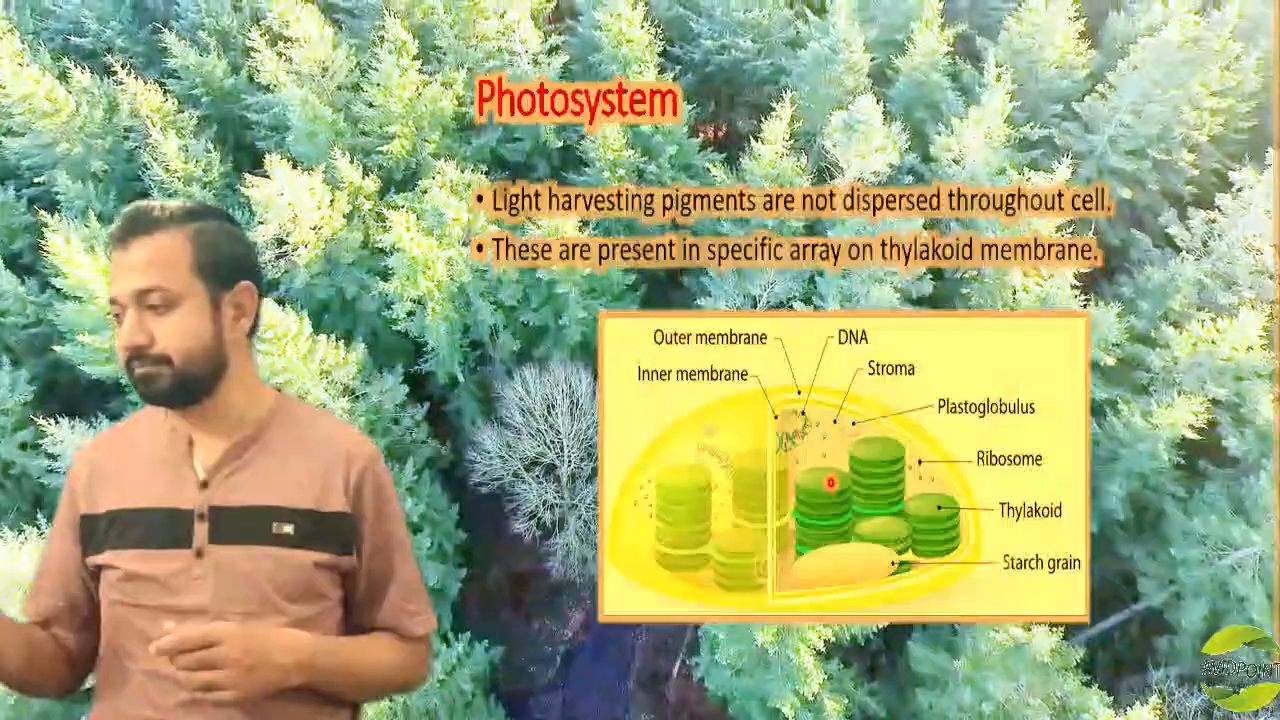 Photosystem
• Light harvesting pigments are not dispersed throughout cell.
• These are present in specific array on thylakoid membrane.
Outer membrane
DNA
Inner membrane
Stroma
Plastoglobulus
Ribosome
Thylakoid
Starch grain